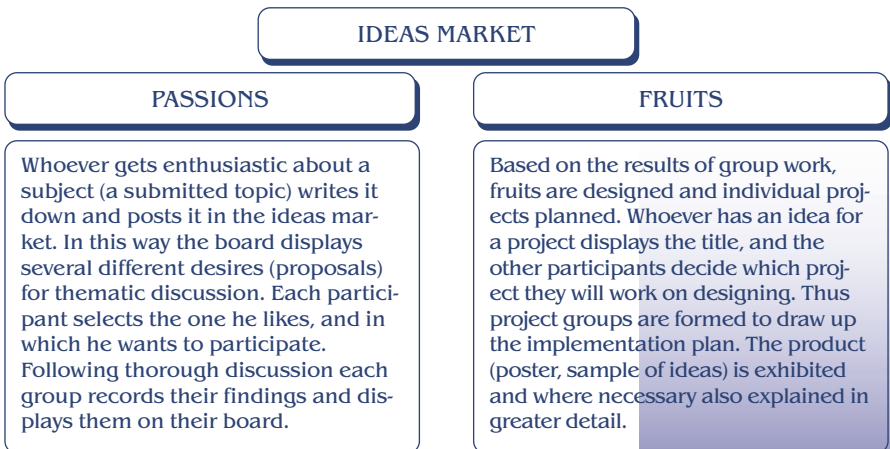 IDEAS MARKET
PASSIONS
Whoever gets enthusiastic about a
subject (a submitted topic) writes it
down and posts it in the ideas mar-
ket. In this way the board displays
several different desires (proposals)
for thematic discussion. Each partici-
pant selects the one he likes, and in
which he wants to participate.
Following thorough discussion each
group records their findings and dis-
plays them on their board.
FRUITS
Based on the results of group work,
fruits are designed and individual proj-
ects planned. Whoever has an idea for
a project displays the title, and the
other participants decide which proj-
ect they will work on designing. Thus
project groups are formed to draw up
the implementation plan. The product
(poster, sample of ideas) is exhibited
and where necessary also explained in
greater detail.